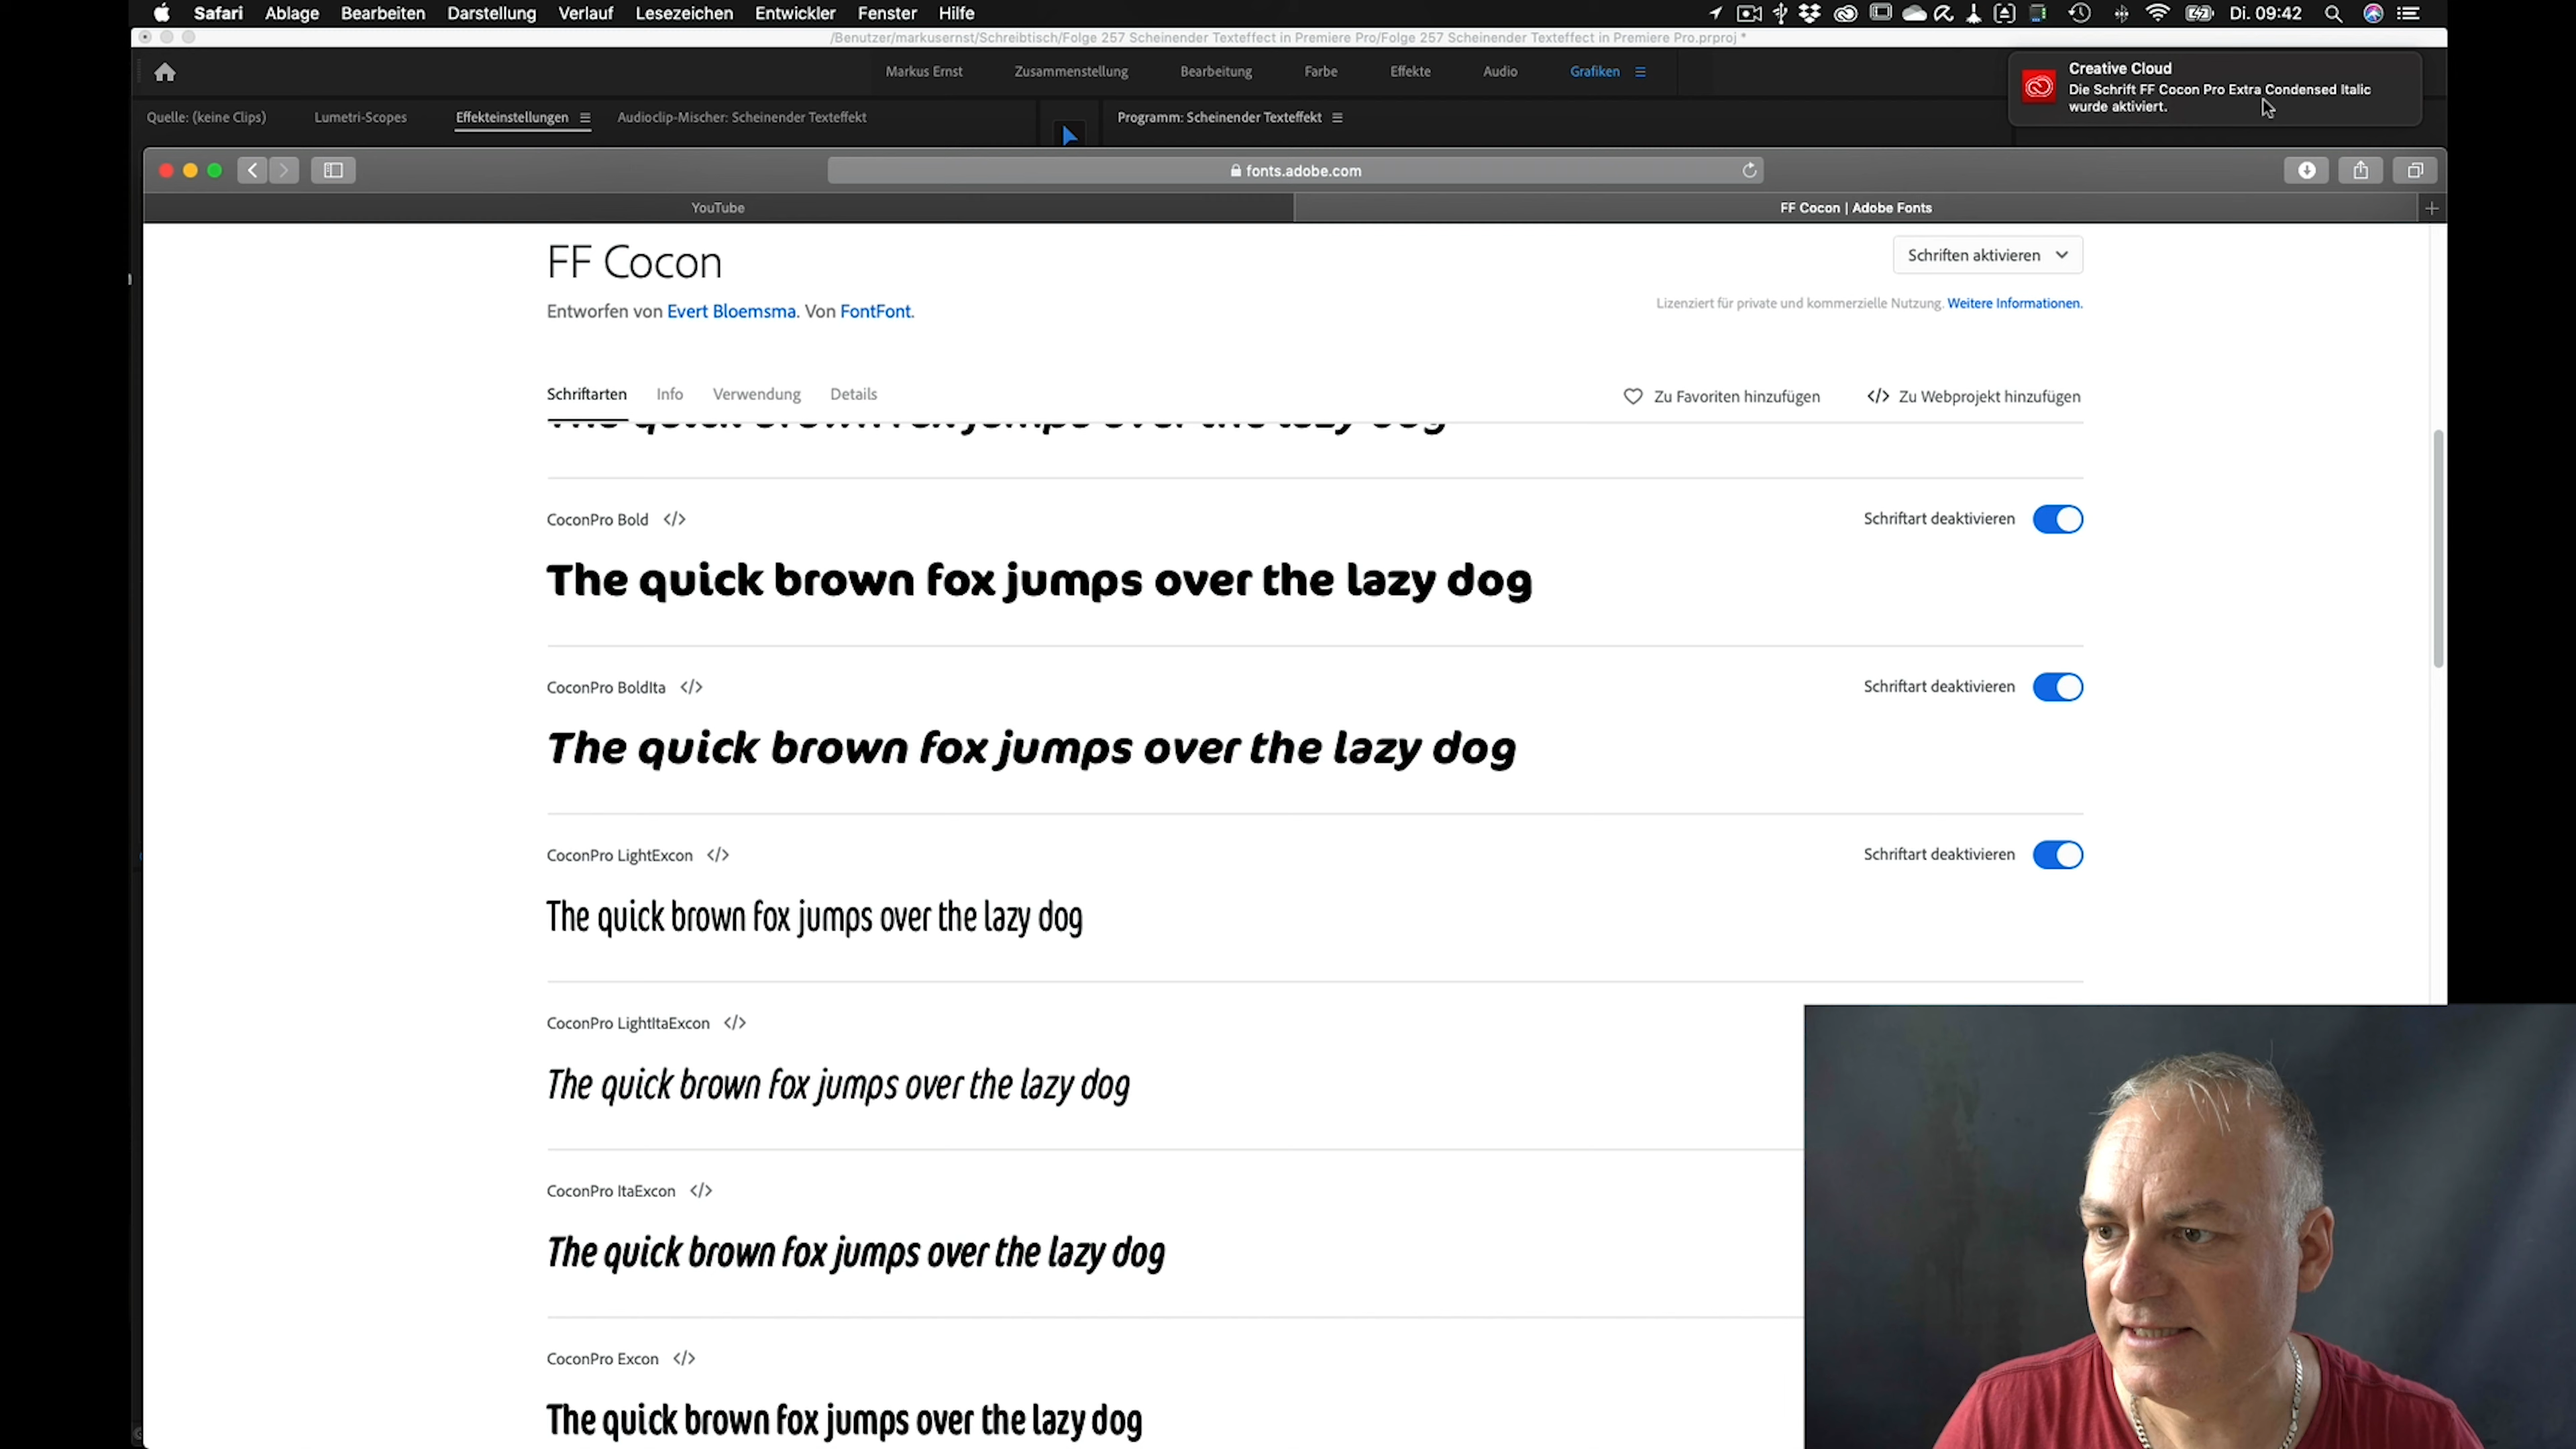 Safari Ablage Bearbeiten Darstellung Verlauf Lesezeichen Entwickler Fenster Hilfe Di. 09:42
/Benutzer/markusernst/Schreibtisch/Folge 257 Scheinender Texteffect in Premiere Pro/Folge 257 Scheinender Texteffect in Premiere Pro.prproj *
Markus Ernst Zusammenstellung Bearbeitung Farbe Effekte Audio Grafiken
Creative Cloud
Die Schrift FF Cocon Pro Extra Condensed Italic
wurde aktiviert.
Quelle: (keine Clips) Lumetri-Scopes Effekteinstellungen Audioclip-Mischer: Scheinender Texteffekt Programm: Scheinender Texteffekt
fonts.adobe.com
YouTube FF Cocon | Adobe Fonts
FF Cocon Schriften aktivieren
Entworfen von Evert Bloemsma. Von FontFont. Lizenziert für private und kommerzielle Nutzung. Weitere Informationen.
Schriftarten Info Verwendung Details Zu Favoriten hinzufügen </> Zu Webprojekt hinzufügen
The quick brown fox jumps over the lazy dog
CoconPro Bold </> Schriftart deaktivieren
The quick brown fox jumps over the lazy dog
CoconPro BoldIta </> Schriftart deaktivieren
The quick brown fox jumps over the lazy dog
CoconPro LightExcon </> Schriftart deaktivieren
The quick brown fox jumps over the lazy dog
CoconPro LightItaExcon </>
The quick brown fox jumps over the lazy dog
CoconPro ItaExcon </>
The quick brown fox jumps over the lazy dog
CoconPro Excon </>
The quick brown fox jumps over the lazy dog